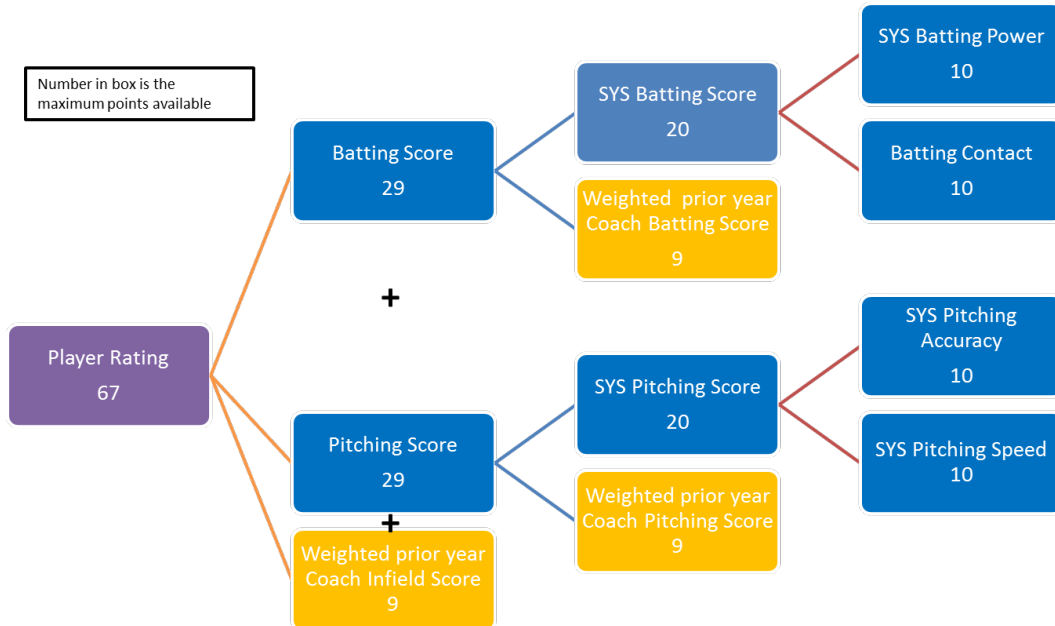 Number in box is the
maximum points available
Player Rating
67
Batting Score
29
+
Pitching Score
29
+
Weighted prior year
Coach Infield Score
9
SYS Batting Score
20
Weighted prior year
Coach Batting Score
9
SYS Pitching Score
20
Weighted prior year
Coach Pitching Score
9
SYS Batting Power
10
Batting Contact
10
SYS Pitching
Accuracy
10
SYS Pitching Speed
10